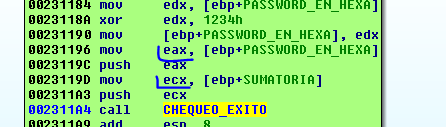 00231184 mov     edx, [ebp+PASSWORD_EN_HEXA]
0023118A xor     edx, 1234h
00231190 mov     [ebp+PASSWORD_EN_HEXA], edx
00231196 mov     eax, [ebp+PASSWORD_EN_HEXA]
0023119C push    eax
0023119D mov     ecx, [ebp+SUMATORIA]
002311A3 push    ecx
002311A4 call    CHEQUEO_EXITO
002311A9 add     esp, 8